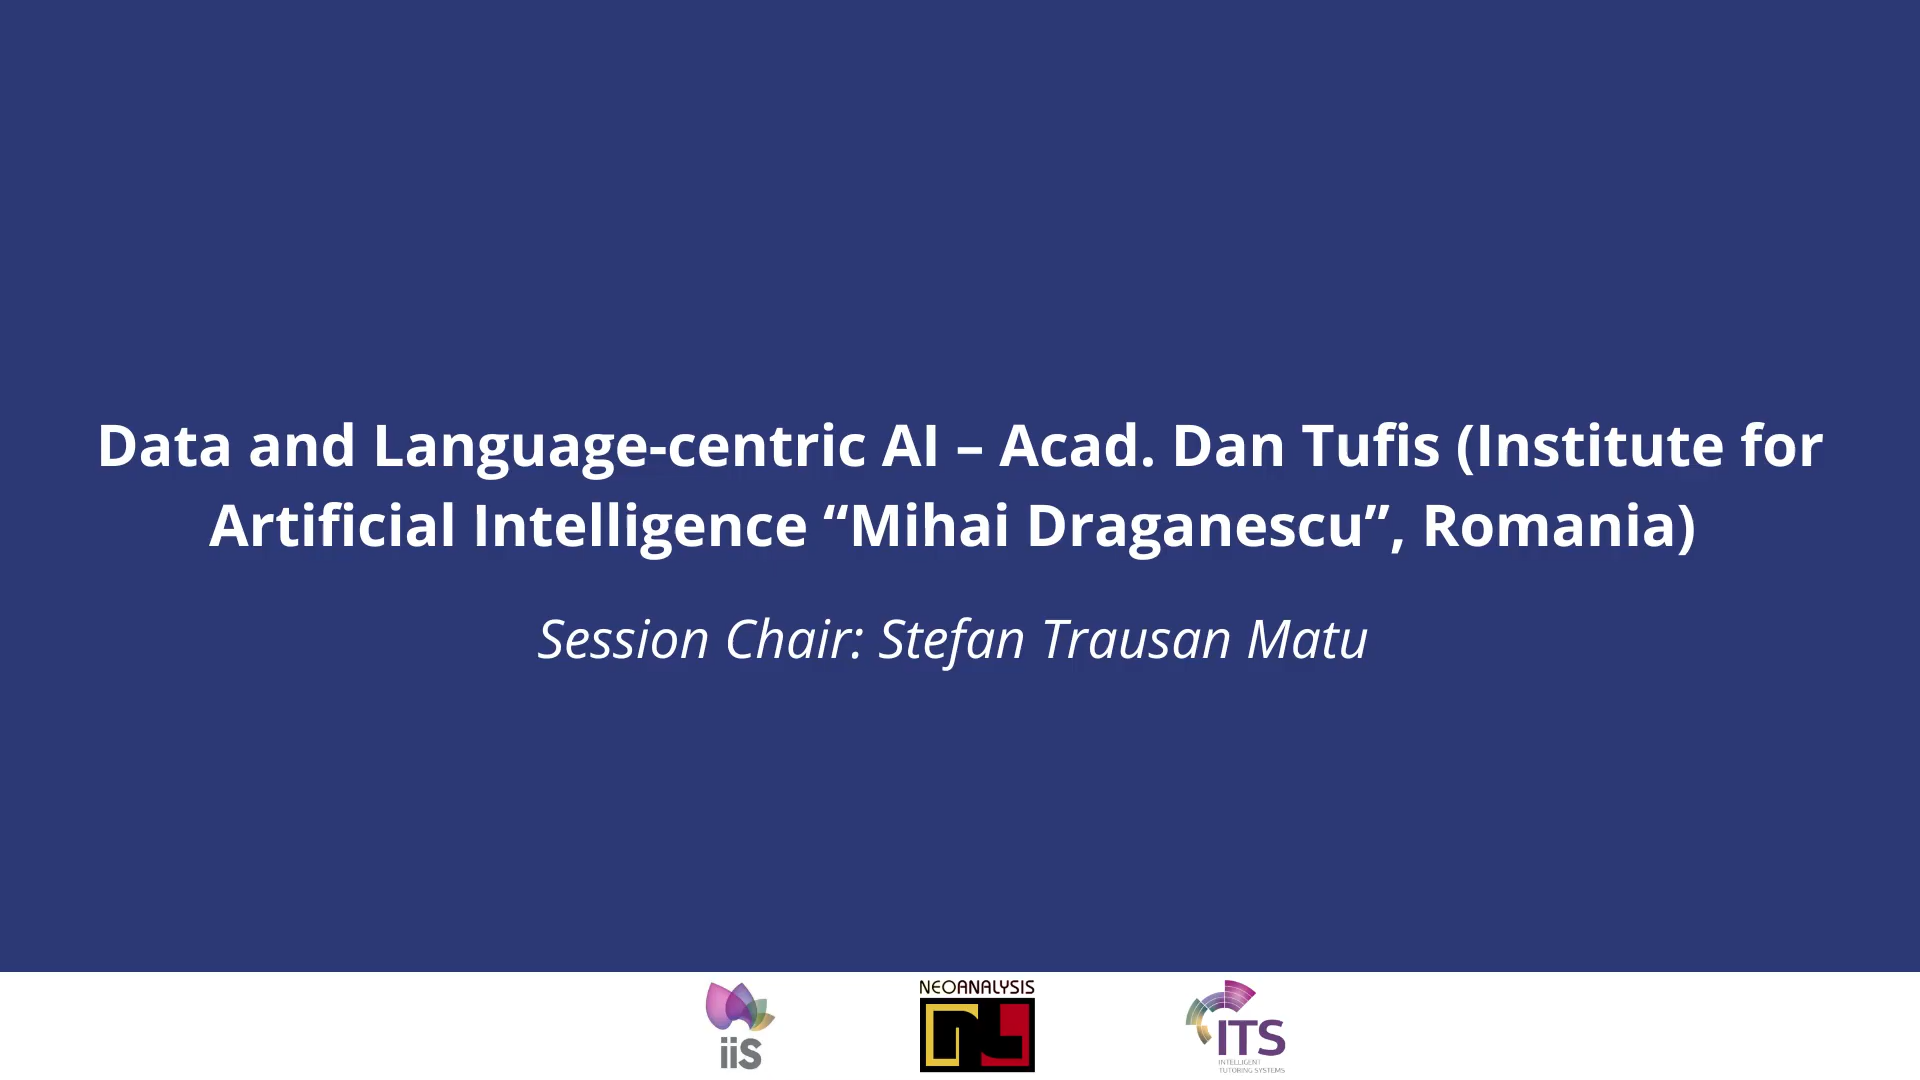 Data and Language-centric AI – Acad. Dan Tufis (Institute for
Artificial Intelligence “Mihai Draganescu”, Romania)
Session Chair: Stefan Trausan Matu
iiS
NEOANALYSIS
ITS
INTELLIGENT
TUTORING SYSTEMS